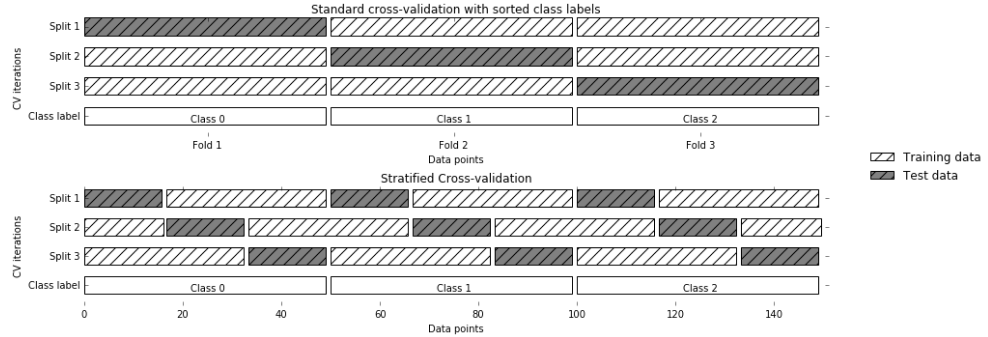 Standard cross-validation with sorted class labels
Split 1
Split 2
Split 3
Class label
CV iterations
Class 0 Class 1 Class 2
Fold 1 Fold 2 Fold 3
Data points
Training data
Test data
Stratified Cross-validation
Split 1
Split 2
Split 3
Class label
CV iterations
Class 0 Class 1 Class 2
0 20 40 60 80 100 120 140
Data points